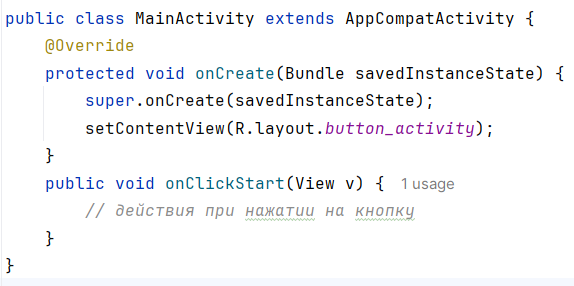 public class MainActivity extends AppCompatActivity {
@Override
protected void onCreate(Bundle savedInstanceState) {
super.onCreate(savedInstanceState);
setContentView(R.layout.button_activity);
}
public void onClickStart(View v) { 1 usage
// действия при нажатии на кнопку
}
}